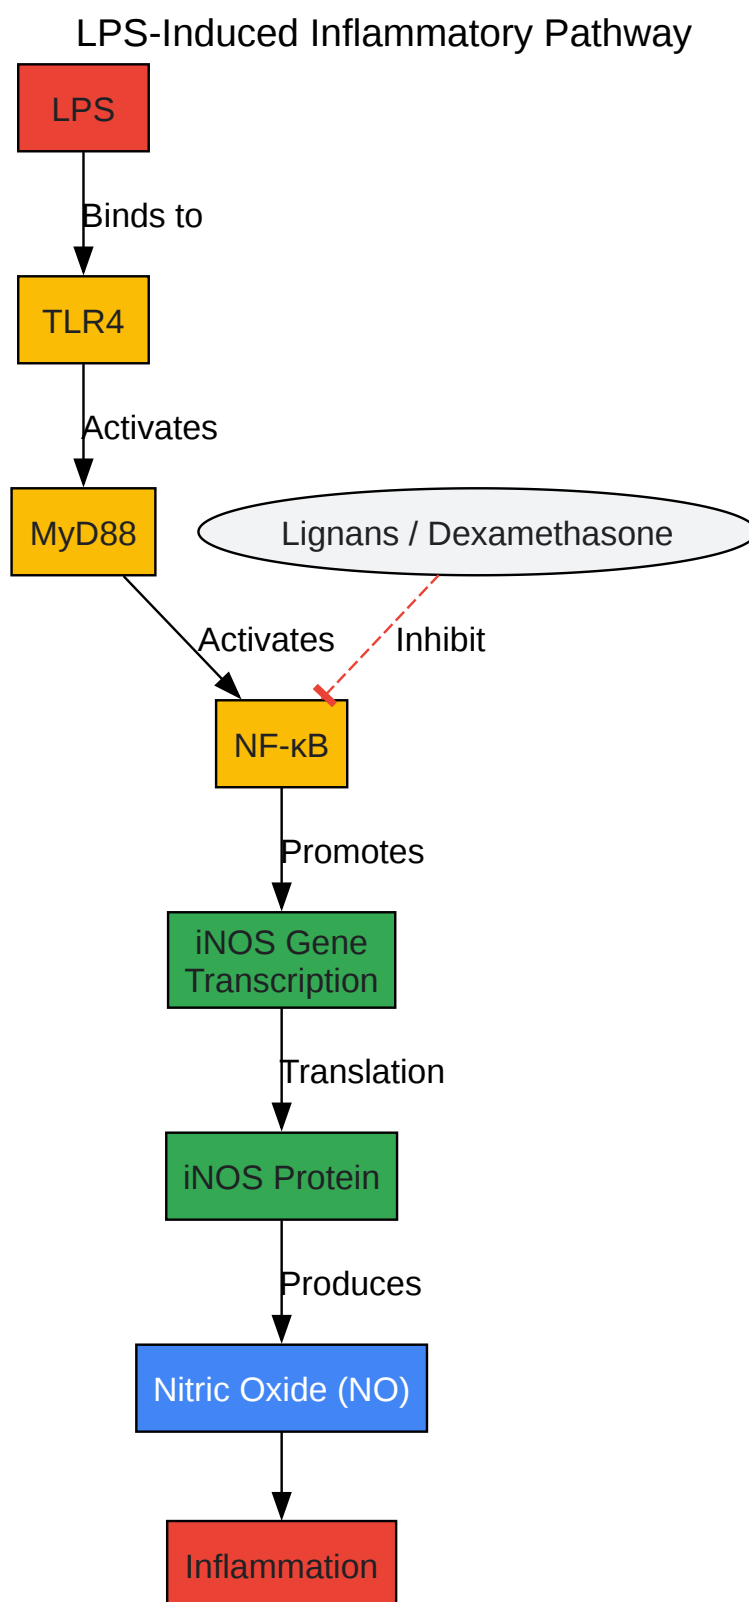 LPS-Induced Inflammatory Pathway
LPS
Binds to
TLR4
Activates
MyD88
Lignans / Dexamethasone
Activates
Inhibit
NF-κB
Promotes
iNOS Gene
Transcription
Translation
iNOS Protein
Produces
Nitric Oxide (NO)
Inflammation